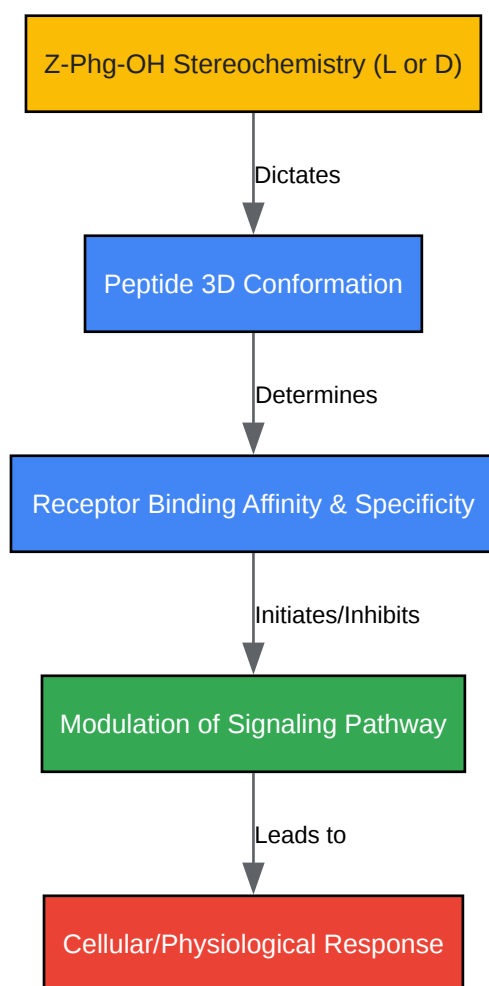 Z-Phg-OH Stereochemistry (L or D)
Dictates
Peptide 3D Conformation
Determines
Receptor Binding Affinity & Specificity
Initiates/Inhibits
Modulation of Signaling Pathway
Leads to
Cellular/Physiological Response